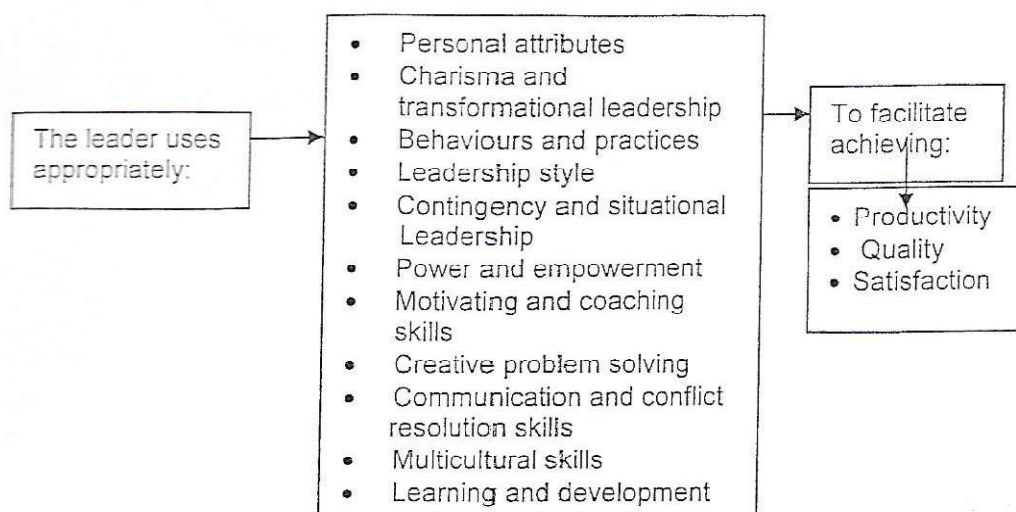 The leader uses
appropriately:
• Personal attributes
• Charisma and
transformational leadership
• Behaviours and practices
• Leadership style
• Contingency and situational
Leadership
• Power and empowerment
• Motivating and coaching
skills
• Creative problem solving
• Communication and conflict
resolution skills
• Multicultural skills
• Learning and development
To facilitate
achieving:
• Productivity
• Quality
• Satisfaction